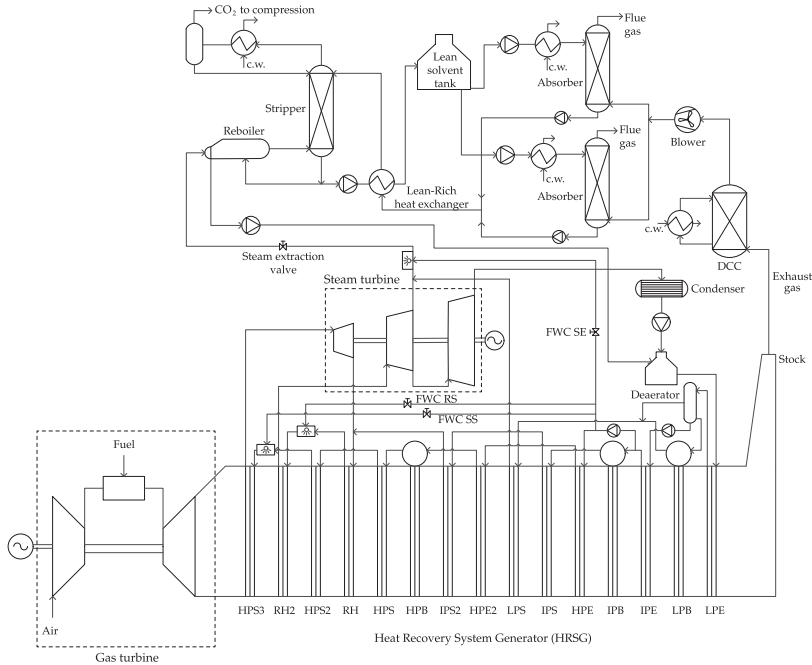 CO2 to compression
c.w.
Stripper
Reboiler
Lean
solvent
tank
c.w.
Flue
gas
Absorber
Blower
Flue
gas
c.w.
Absorber
Lean-Rich
heat exchanger
c.w.
DCC
Exhaust
gas
Steam extraction
valve
Steam turbine
Condenser
FWC SE
Stock
Deaerator
FWC RS
FWC SS
Fuel
Air
Gas turbine
HPS3 RH2 HPS2 RH HPS HPB IPS2 HPE2 LPS IPS HPE IPB IPE LPB LPE
Heat Recovery System Generator (HRSG)